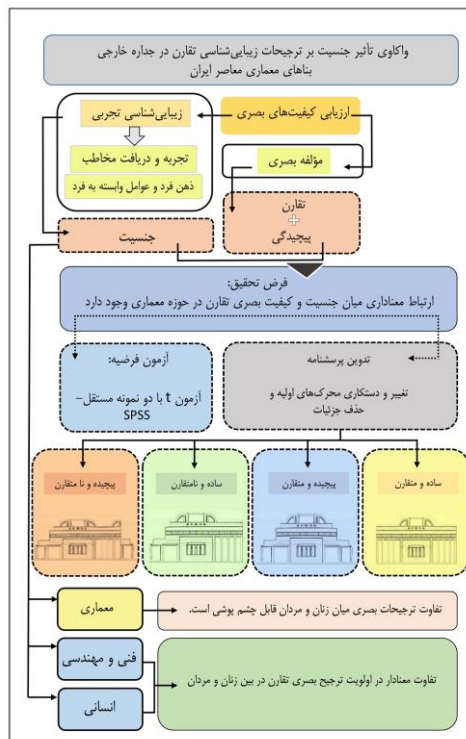 واکاوی تأثیر جنسیت بر ترجیحات زیبایی‌شناسی تقارن در جداره خارجی
بناهای معماری معاصر ایران
ارزیابی کیفیت‌های بصری
زیبایی‌شناسی تجربی
تجربه و دریافت مخاطب
ذهن فرد و عوامل وابسته به فرد
مؤلفه بصری
تقارن
+
پیچیدگی
جنسیت
فرض تحقیق:
ارتباط معناداری میان جنسیت و کیفیت بصری تقارن در حوزه معماری وجود دارد
تدوین پرسشنامه
تغییر و دستکاری محرک‌های اولیه و
حذف جزئیات
آزمون فرضیه:
آزمون t با دو نمونه مستقل-
SPSS
ساده و متقارن
پیچیده و متقارن
ساده و نامتقارن
پیچیده و نا متقارن
معماری
تفاوت ترجیحات بصری میان زنان و مردان قابل چشم پوشی است.
فنی و مهندسی
انسانی
تفاوت معنادار در اولویت ترجیح بصری تقارن در بین زنان و مردان